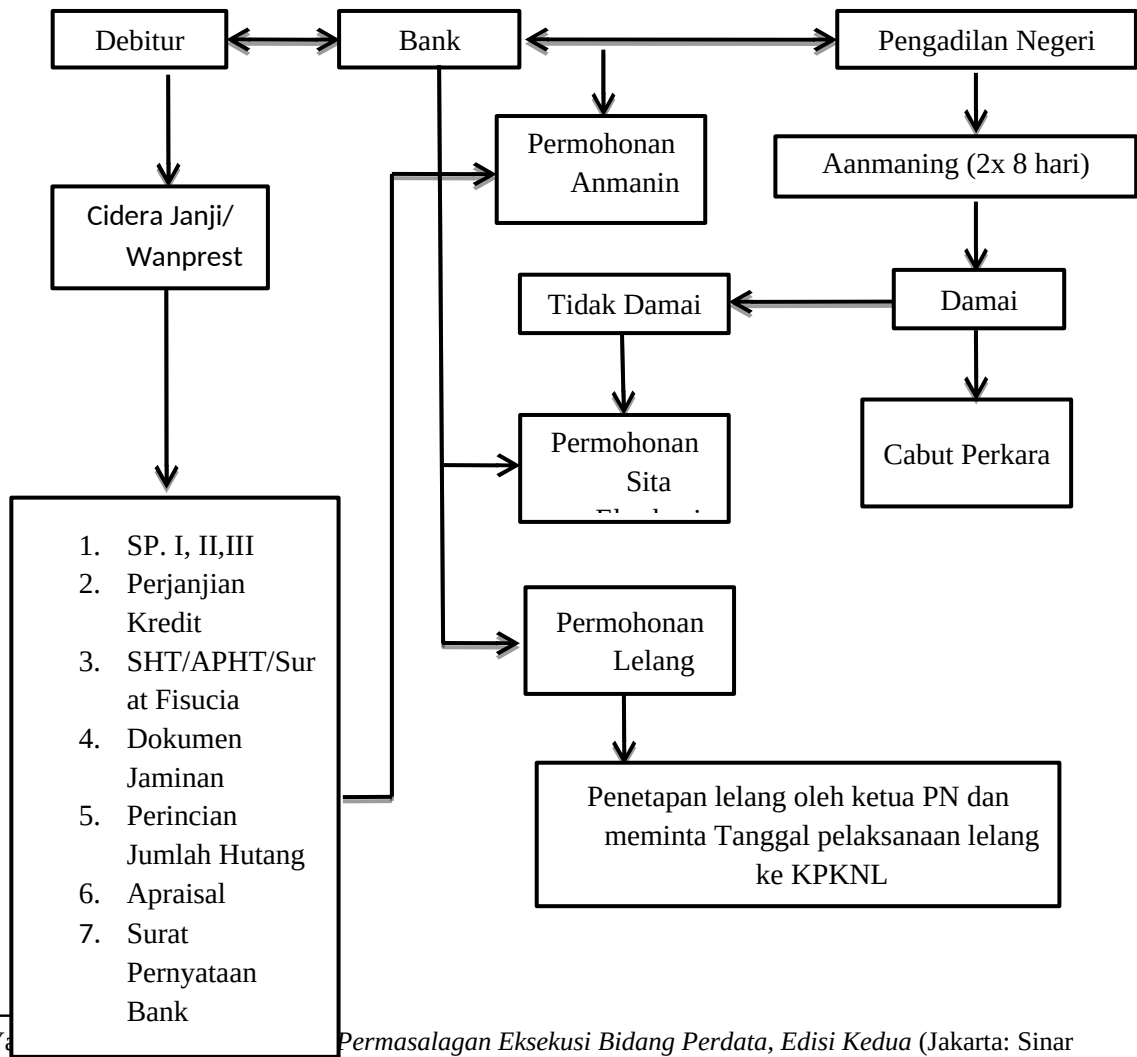 Debitur
Bank
Pengadilan Negeri
Permohonan
Anmanin
Aanmaning (2x 8 hari)
Cidera Janji/
Wanprest
Tidak Damai
Damai
Permohonan
Sita
Cabut Perkara
1. SP. I, II,III
2. Perjanjian
Kredit
3. SHT/APHT/Sur
at Fisucia
4. Dokumen
Jaminan
5. Perincian
Jumlah Hutang
6. Apraisal
7. Surat
Pernyataan
Bank
Permohonan
Lelang
Penetapan lelang oleh ketua PN dan
meminta Tanggal pelaksanaan lelang
ke KPKNL
Permasalagan Eksekusi Bidang Perdata, Edisi Kedua (Jakarta: Sinar